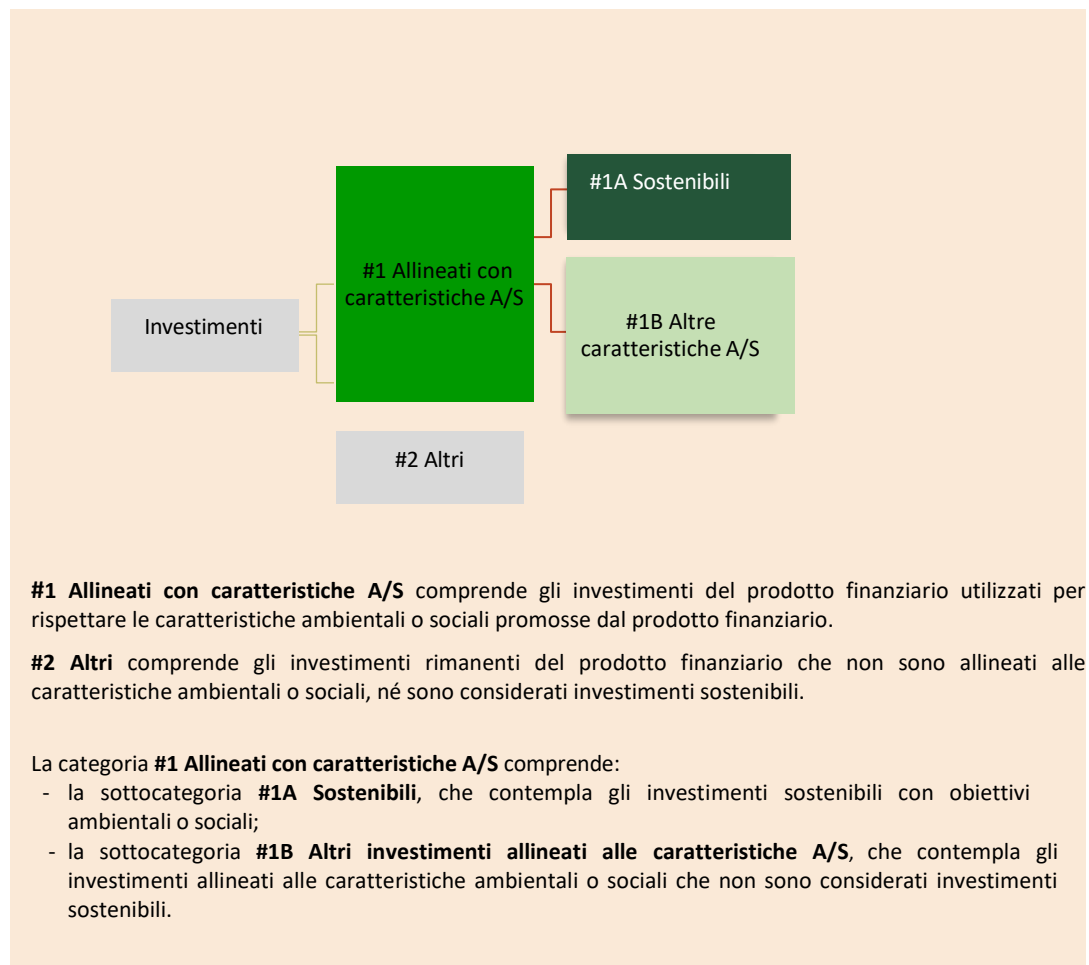 #1A Sostenibili
#1 Allineati con
caratteristiche A/S
Investimenti
#1B Altre
caratteristiche A/S
#2 Altri
#1 Allineati con caratteristiche A/S comprende gli investimenti del prodotto finanziario utilizzati per
rispettare le caratteristiche ambientali o sociali promosse dal prodotto finanziario.
#2 Altri comprende gli investimenti rimanenti del prodotto finanziario che non sono allineati alle
caratteristiche ambientali o sociali, né sono considerati investimenti sostenibili.
La categoria #1 Allineati con caratteristiche A/S comprende:
- la sottocategoria #1A Sostenibili, che contempla gli investimenti sostenibili con obiettivi
ambientali o sociali;
- la sottocategoria #1B Altri investimenti allineati alle caratteristiche A/S, che contempla gli
investimenti allineati alle caratteristiche ambientali o sociali che non sono considerati investimenti
sostenibili.